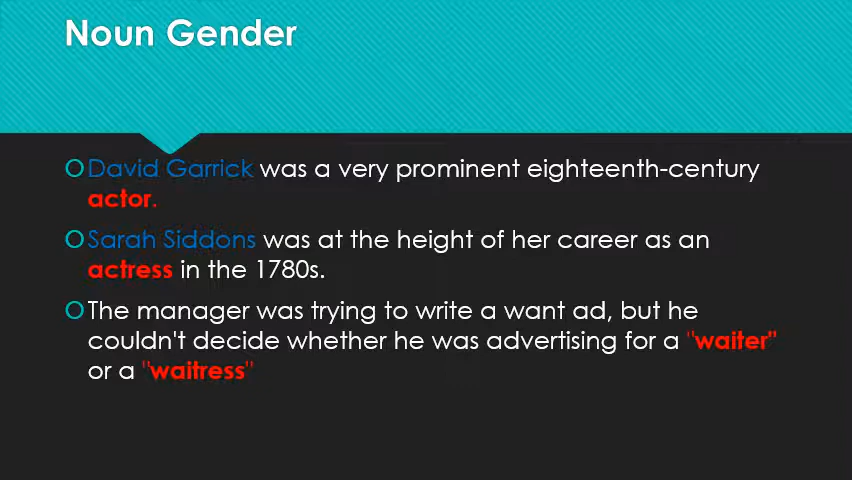 Noun Gender
David Garrick was a very prominent eighteenth-century
actor.
Sarah Siddons was at the height of her career as an
actress in the 1780s.
The manager was trying to write a want ad, but he
couldn't decide whether he was advertising for a "waiter"
or a "waitress"